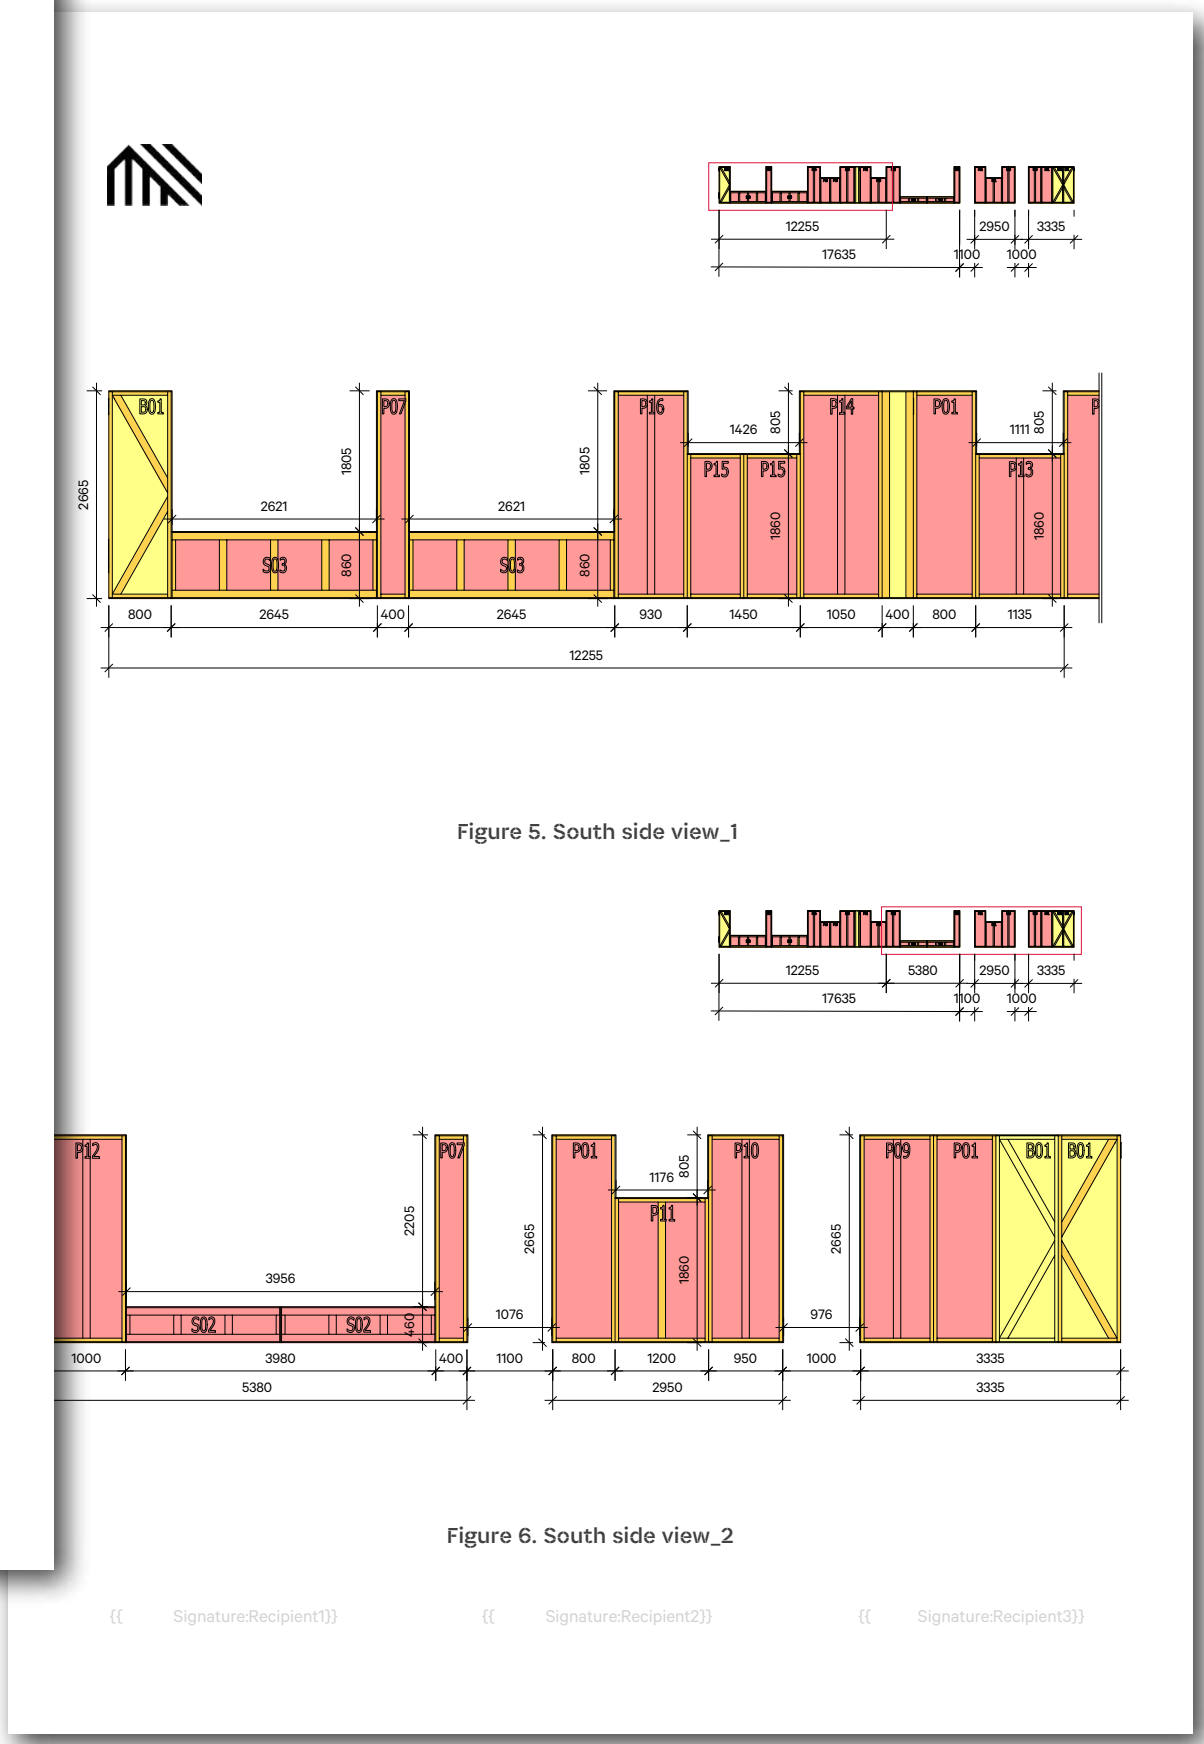 12255
2950
3335
17635
1100
1000
B01
P07
P16
P14
P01
P
1426
805
1111
805
P15
P15
P13
2665
1805
1805
2621
2621
1860
1860
S03
860
S03
860
800
2645
400
2645
930
1450
1050
400
800
1135
12255
Figure 5. South side view_1
12255
5380
2950
3335
17635
1100
1000
P12
P07
P01
P10
P09
P01
B01
B01
1176
805
P11
2205
2665
1860
2665
3956
S02
S02
460
1076
976
1000
3980
400
1100
800
1200
950
1000
3335
5380
2950
3335
Figure 6. South side view_2
{{ Signature:Recipient1}} {{ Signature:Recipient2}} {{ Signature:Recipient3}}